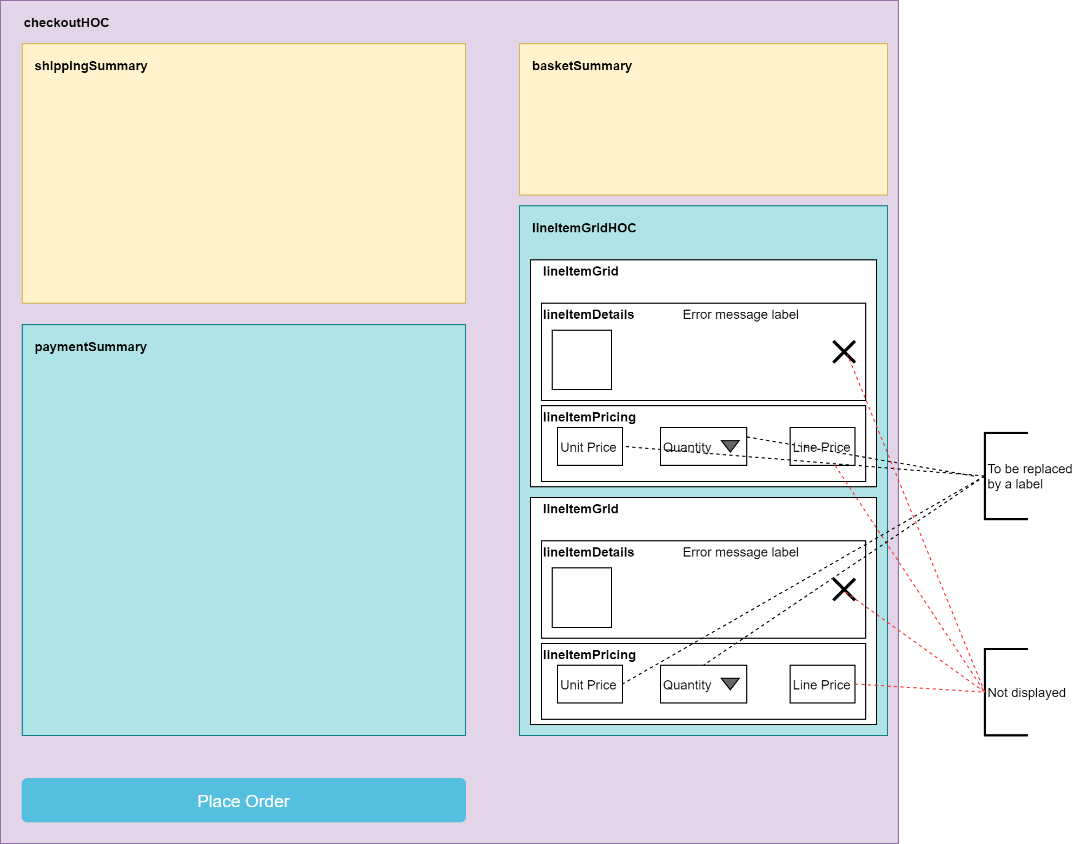 checkoutHOC
shippingSummary
paymentSummary
Place Order
basketSummary
lineItemGridHOC
lineItemGrid
lineItemDetails
Error message label
lineItemPricing
Unit Price
Quantity
Line Price
lineItemGrid
lineItemDetails
Error message label
lineItemPricing
Unit Price
Quantity
Line Price
To be replaced
by a label
Not displayed